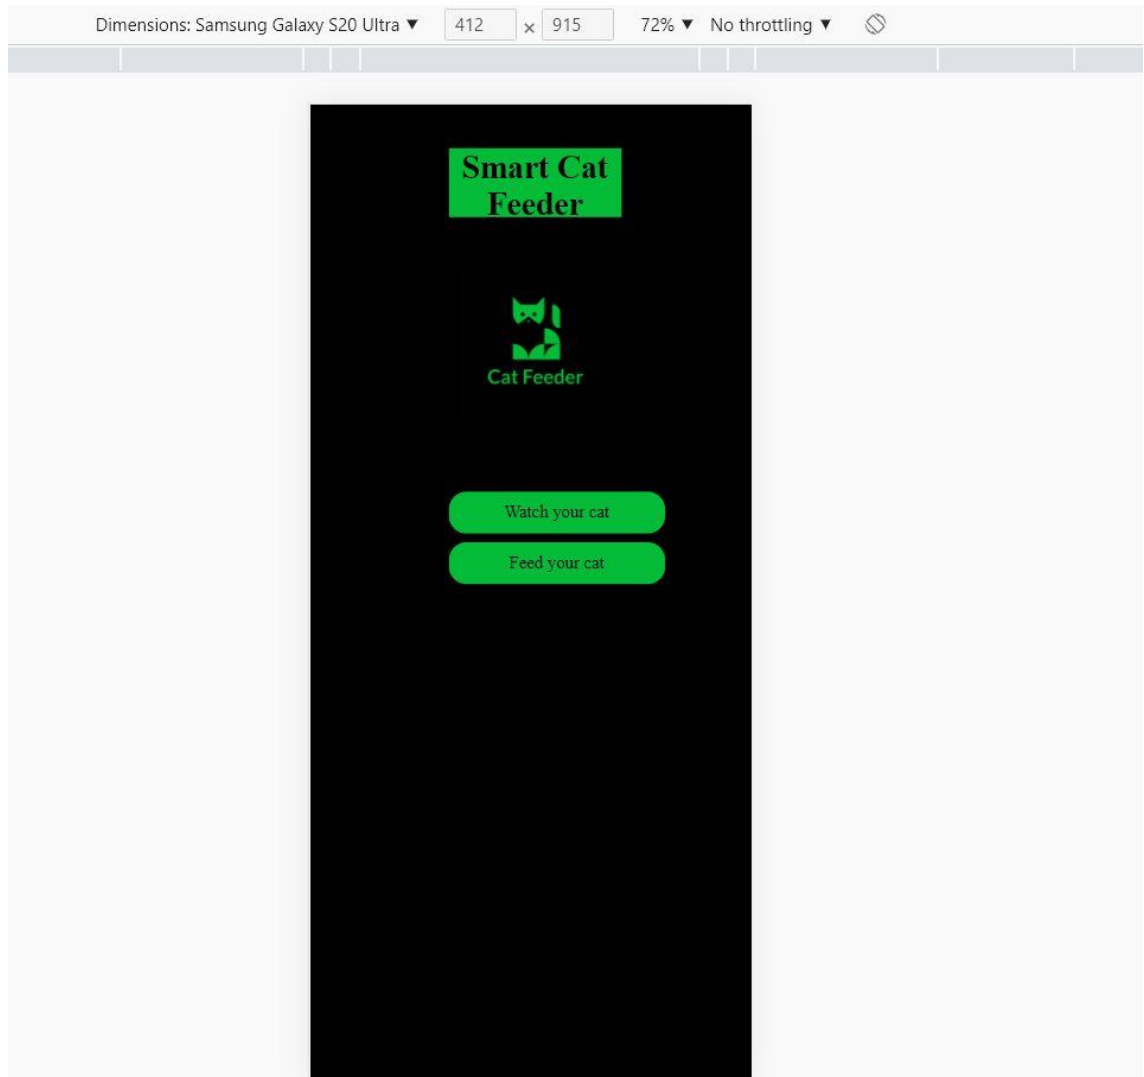 Dimensions: Samsung Galaxy S20 Ultra ▼ 412 × 915 72% ▼ No throttling ▼
Smart Cat
Feeder
Cat Feeder
Watch your cat
Feed your cat